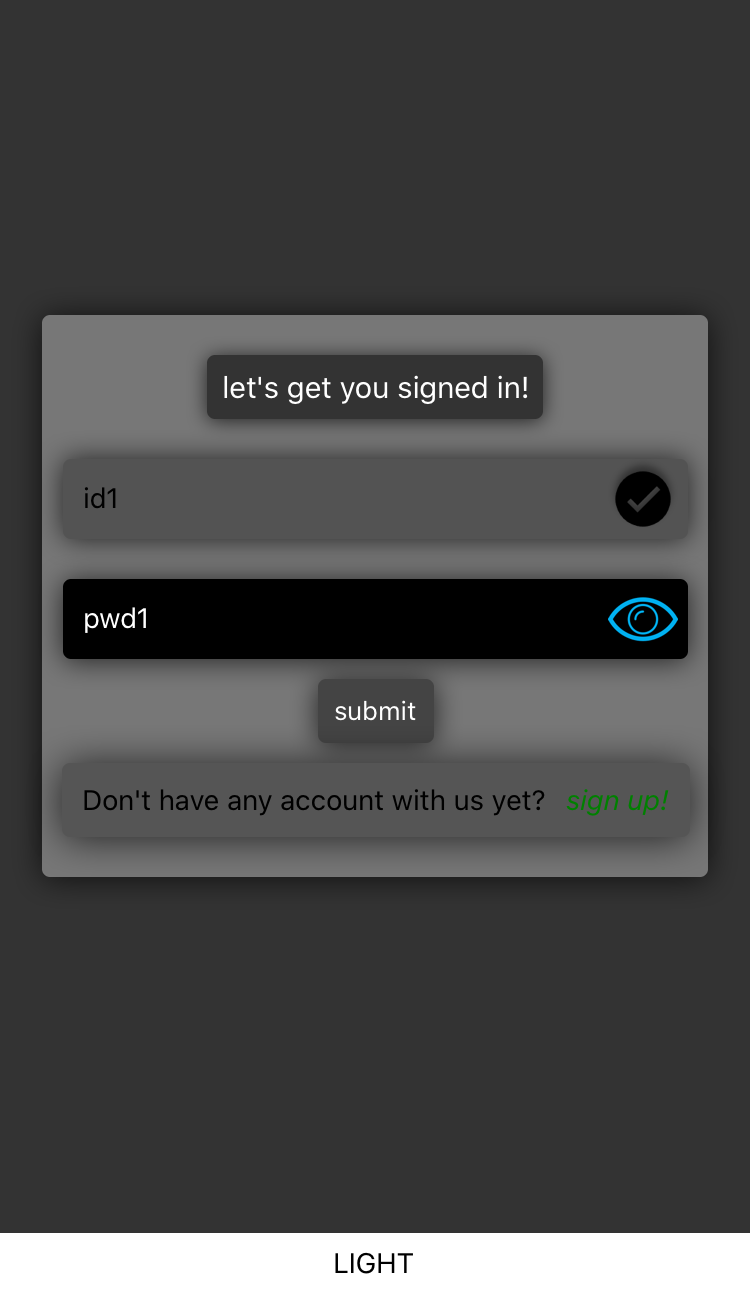 let's get you signed in!
id1
pwd1
submit
Don't have any account with us yet? sign up!
LIGHT